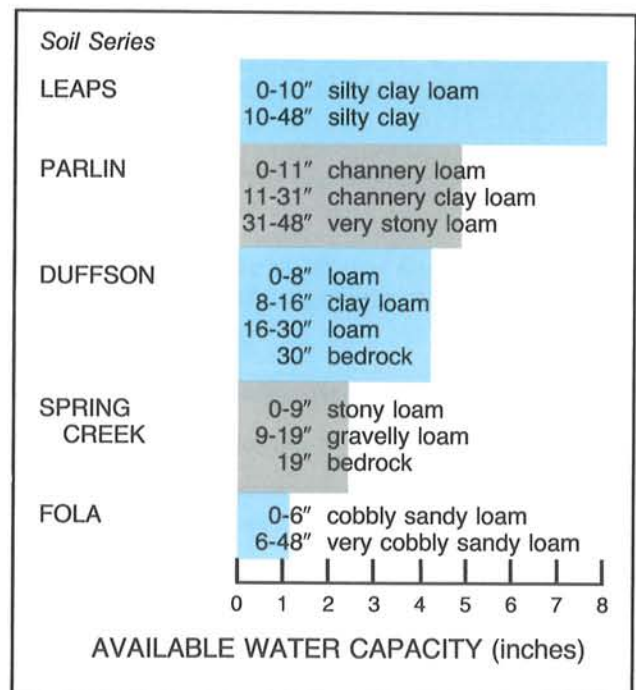 Soil Series
LEAPS
0-10" silty clay loam
10-48" silty clay
PARLIN
0-11" channery loam
11-31" channery clay loam
31-48" very stony loam
DUFFSON
0-8" loam
8-16" clay loam
16-30" loam
30" bedrock
SPRING
CREEK
0-9" stony loam
9-19" gravelly loam
19" bedrock
FOLA
0-6" cobbly sandy loam
6-48" very cobbly sandy loam
0 1 2 3 4 5 6 7 8
AVAILABLE WATER CAPACITY (inches)